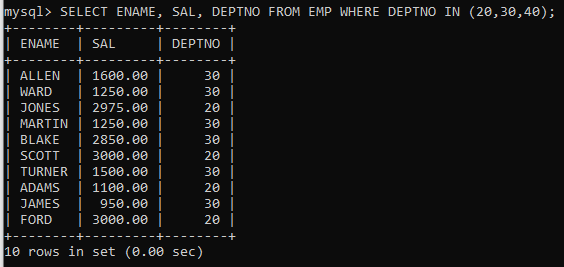 mysql> SELECT ENAME, SAL, DEPTNO FROM EMP WHERE DEPTNO IN (20,30,40);
+--------+---------+--------+
| ENAME  | SAL     | DEPTNO |
+--------+---------+--------+
| ALLEN  | 1600.00 |     30 |
| WARD   | 1250.00 |     30 |
| JONES  | 2975.00 |     20 |
| MARTIN | 1250.00 |     30 |
| BLAKE  | 2850.00 |     30 |
| SCOTT  | 3000.00 |     20 |
| TURNER | 1500.00 |     30 |
| ADAMS  | 1100.00 |     20 |
| JAMES  |  950.00 |     30 |
| FORD   | 3000.00 |     20 |
+--------+---------+--------+
10 rows in set (0.00 sec)